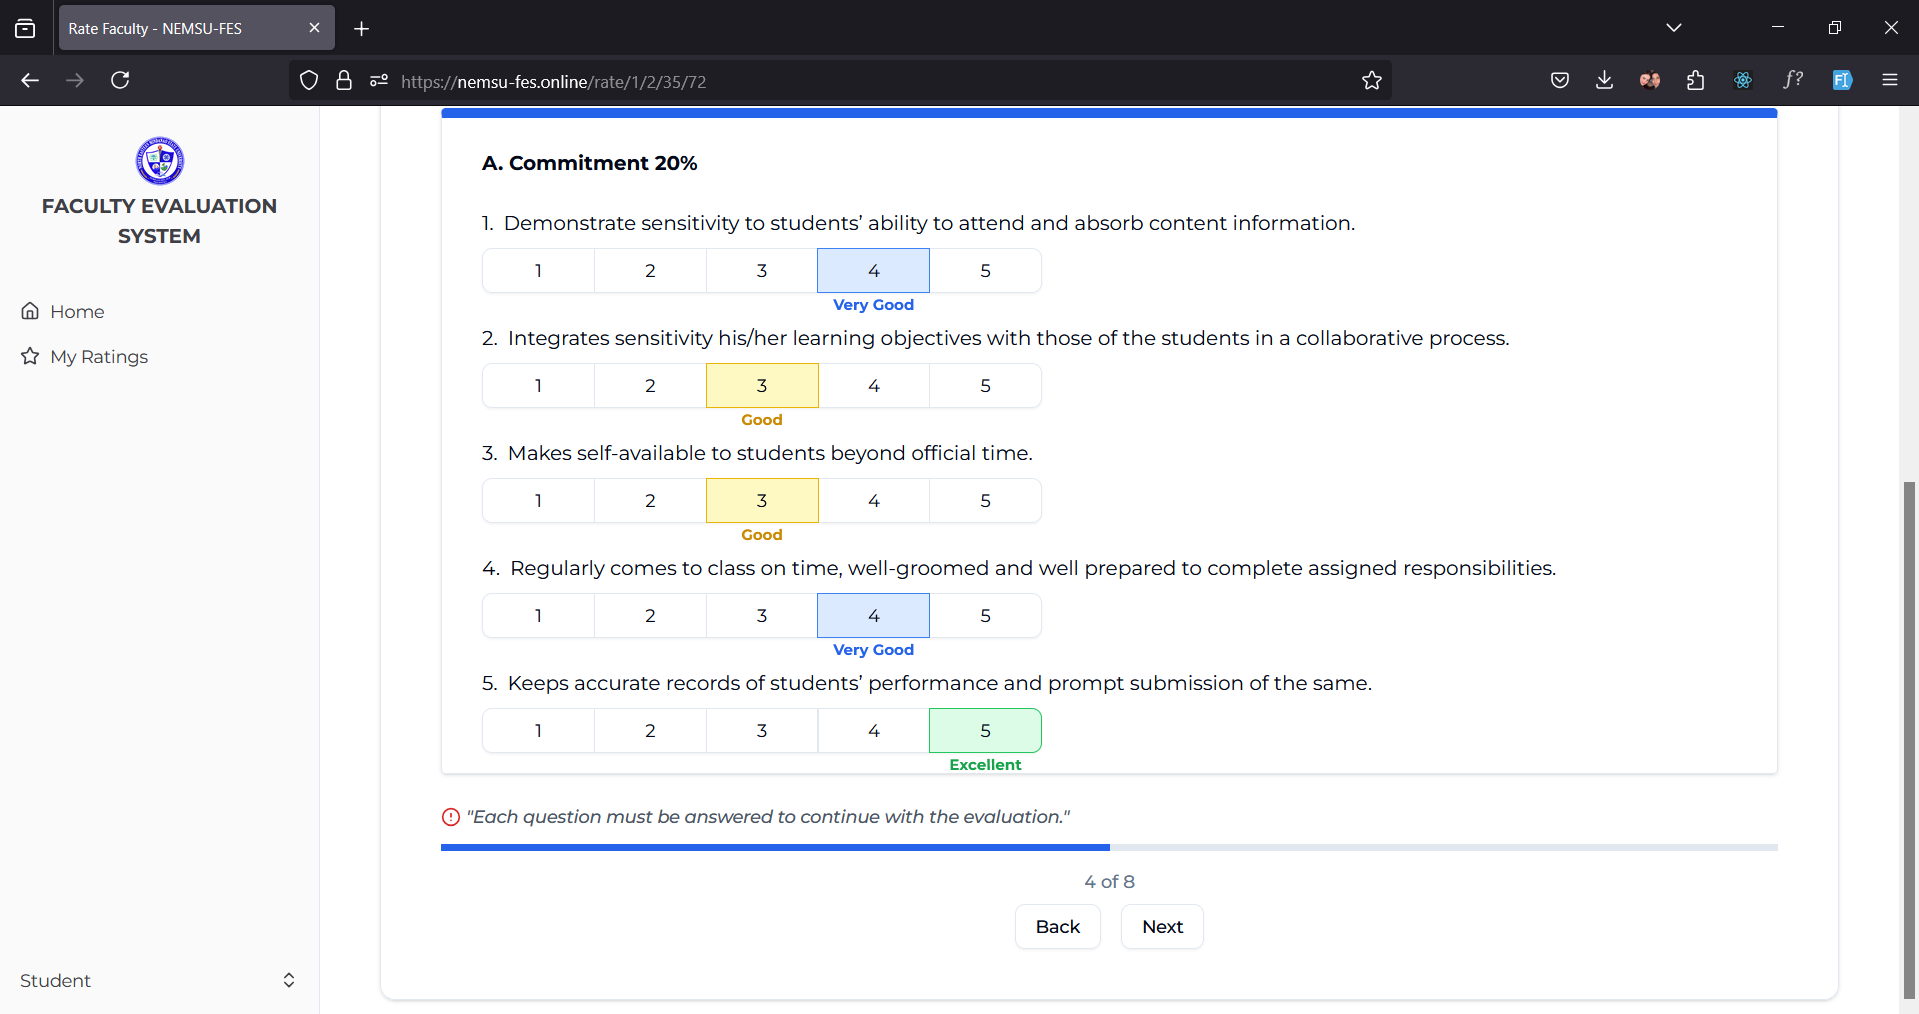 Rate Faculty - NEMSU-FES
https://nemsu-fes.online/rate/1/2/35/72
FACULTY EVALUATION
SYSTEM
Home
My Ratings
Student
A. Commitment 20%
1. Demonstrate sensitivity to students’ ability to attend and absorb content information.
1 2 3 4 5
Very Good
2. Integrates sensitivity his/her learning objectives with those of the students in a collaborative process.
1 2 3 4 5
Good
3. Makes self-available to students beyond official time.
1 2 3 4 5
Good
4. Regularly comes to class on time, well-groomed and well prepared to complete assigned responsibilities.
1 2 3 4 5
Very Good
5. Keeps accurate records of students’ performance and prompt submission of the same.
1 2 3 4 5
Excellent
"Each question must be answered to continue with the evaluation."
4 of 8
Back Next